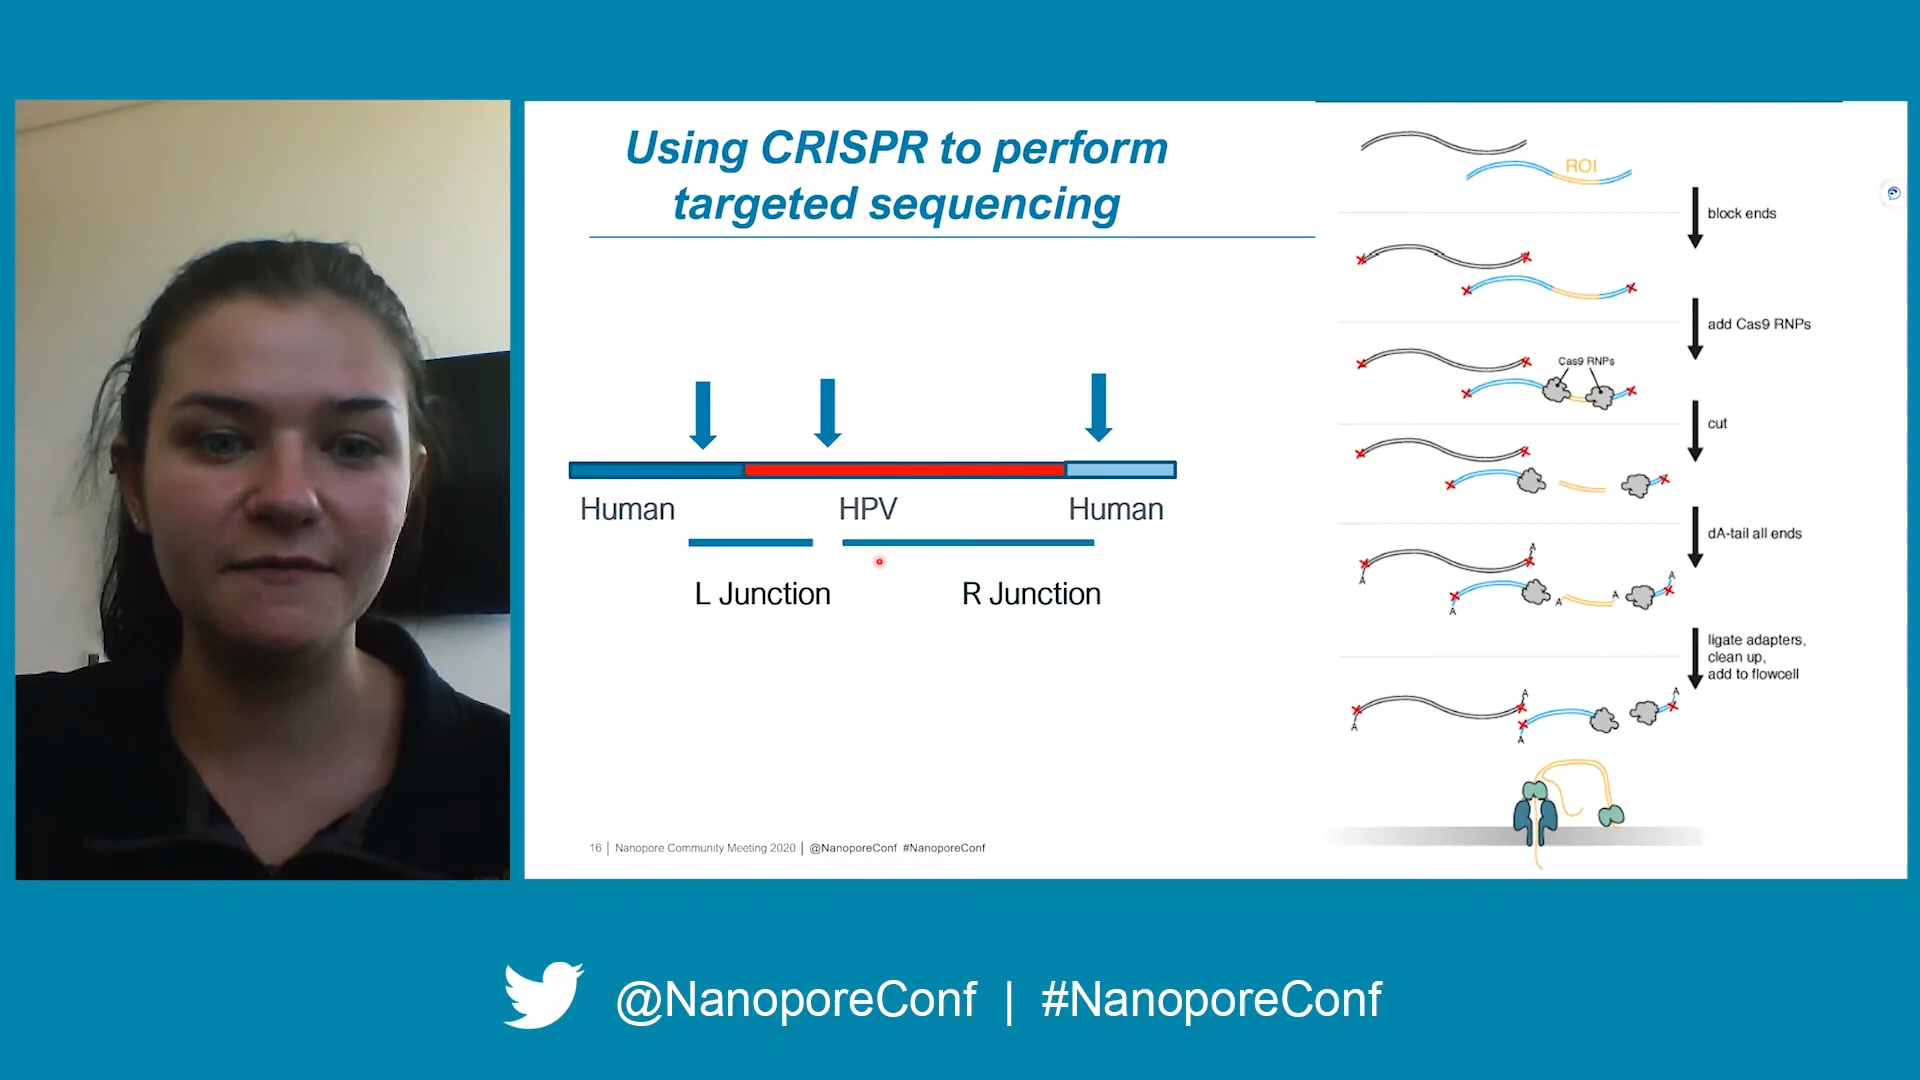 Using CRISPR to perform
targeted sequencing
Human
HPV
Human
L Junction
R Junction
ROI
block ends
add Cas9 RNPs
Cas9 RNPs
cut
dA-tail all ends
A
A
A
A
A
A
ligate adapters,
clean up,
add to flowcell
A
A
A
A
16 | Nanopore Community Meeting 2020 | @NanoporeConf #NanoporeConf
@NanoporeConf | #NanoporeConf